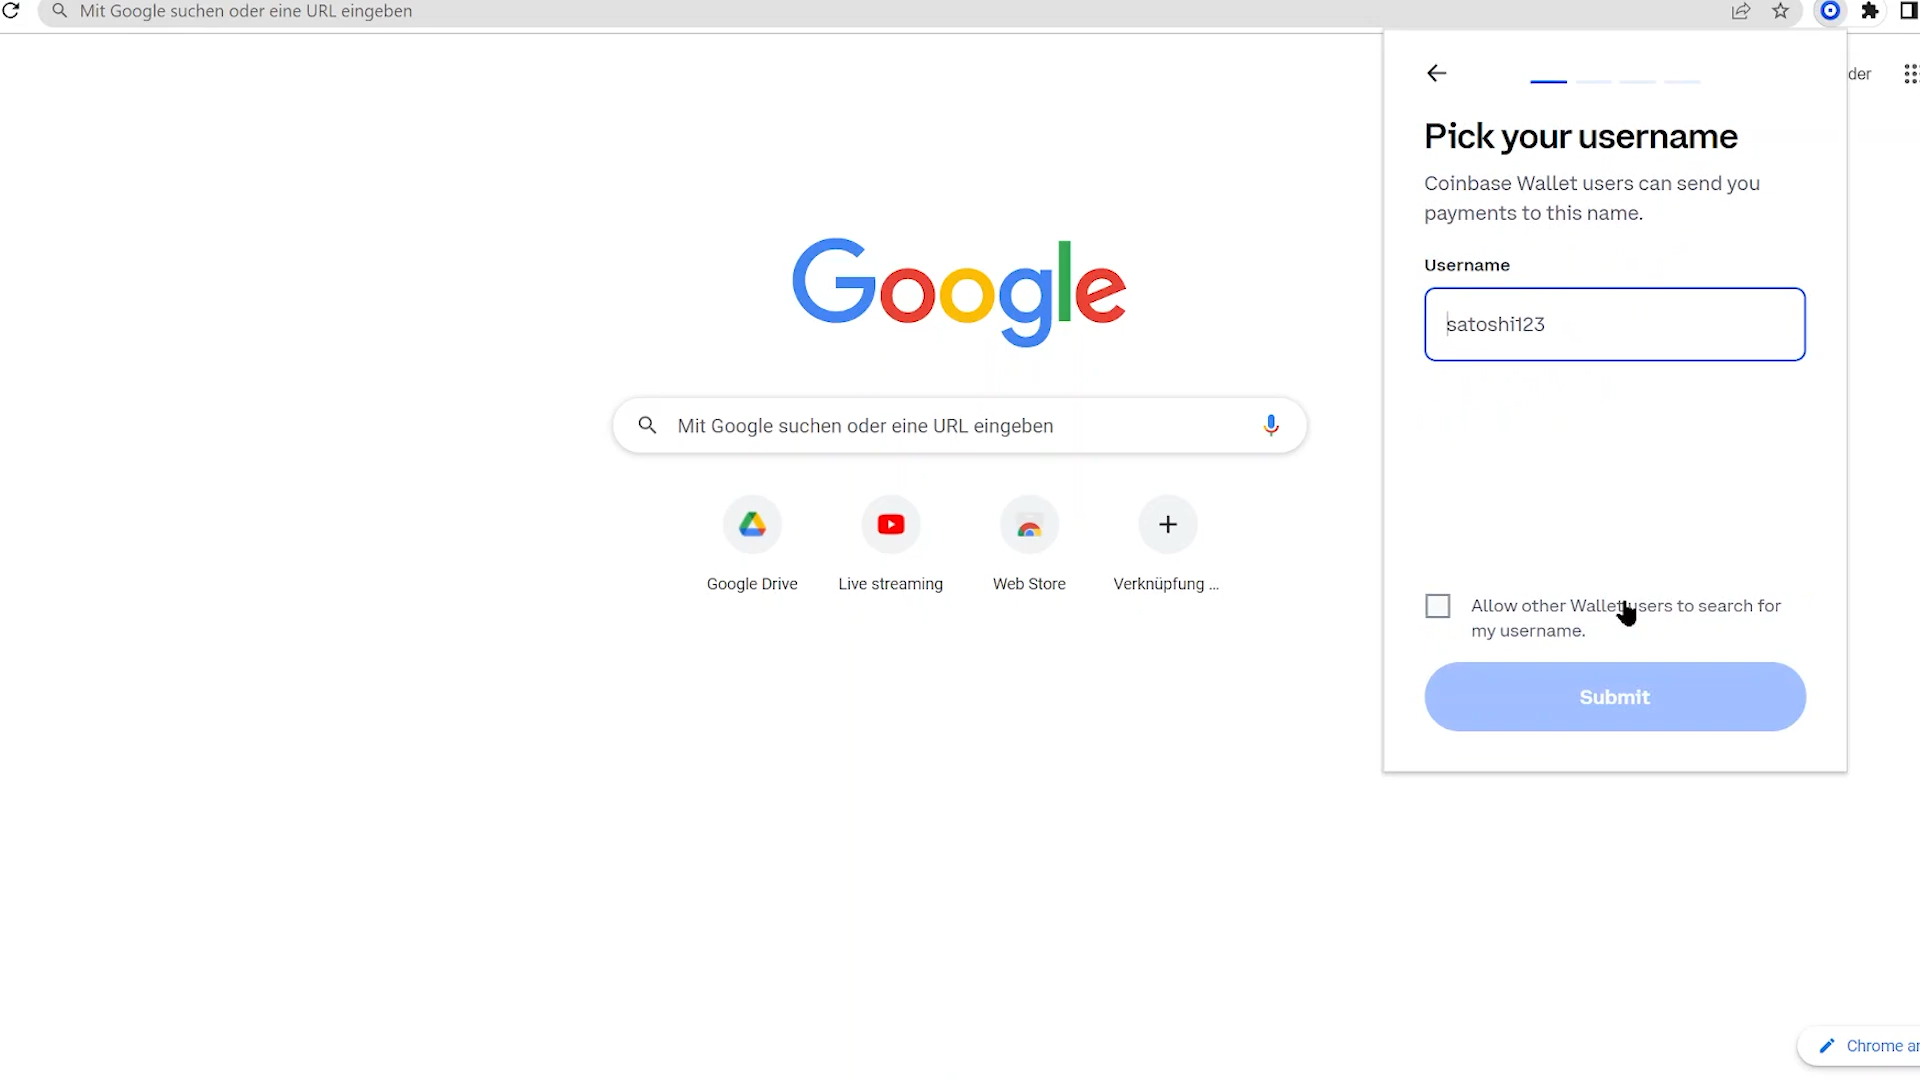 Mit Google suchen oder eine URL eingeben
der
Pick your username
Coinbase Wallet users can send you
payments to this name.
Username
satoshi123
Google
Mit Google suchen oder eine URL eingeben
Google Drive
Live streaming
Web Store
Verknüpfung ...
Allow other Wallet users to search for
my username.
Submit
Chrome an